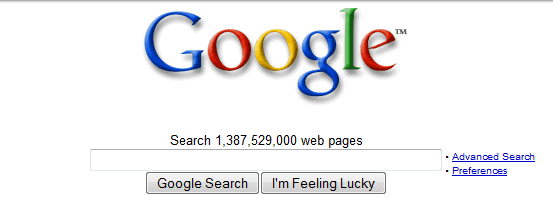 Google™
Search 1,387,529,000 web pages
• Advanced Search
• Preferences
Google Search I'm Feeling Lucky